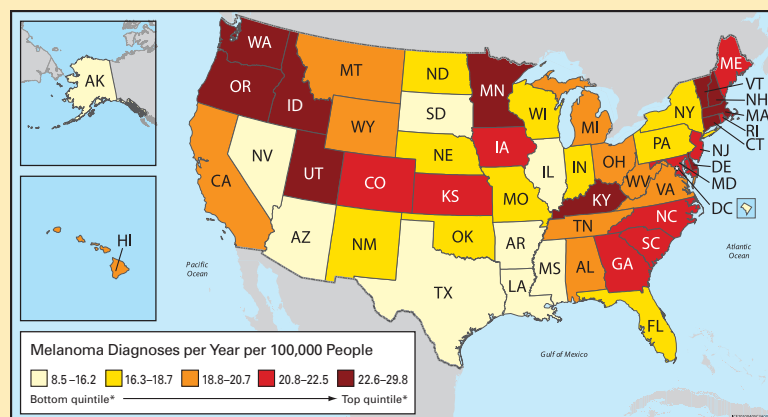 AK
HI
WA
OR
CA
ID
NV
AZ
MT
WY
UT
CO
NM
ND
SD
NE
KS
OK
TX
MN
IA
MO
AR
LA
WI
IL
MS
MI
IN
OH
KY
TN
AL
WV
VA
NC
SC
GA
FL
PA
NY
ME
VT
NH
MA
RI
CT
NJ
DE
MD
DC
Pacific
Ocean
Atlantic
Ocean
Gulf of Mexico
Melanoma Diagnoses per Year per 100,000 People
8.5–16.2 16.3–18.7 18.8–20.7 20.8–22.5 22.6–29.8
Bottom quintile* Top quintile*